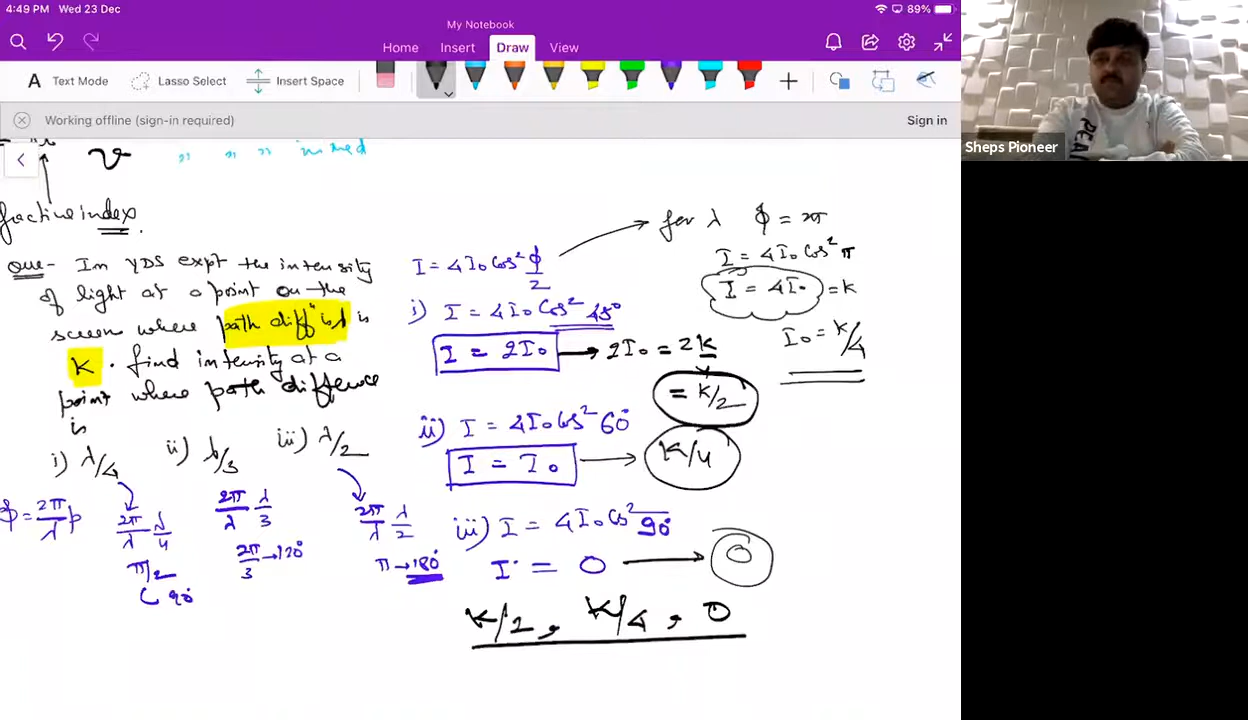 4:49 PM Wed 23 Dec
89%
My Notebook
Home Insert Draw View
Text Mode Lasso Select Insert Space
Working offline (sign-in required) Sign in
Sheps Pioneer
v " " " in med
fractive index.
Que- In YDS expt the intensity
of light at a point on the
screen where path diffn is λ is
K. find intensity at a
point where path difference
is
i) λ/4 ii) λ/3 iii) λ/2
ϕ = 2π/λ p
2π/λ λ/4
π/2
90°
2π/λ λ/3
2π/3 → 120°
2π/λ λ/2
π → 180°
I = 4I0 Cos² ϕ/2
i) I = 4I0 Cos² 45°
I = 2I0 → 2I0 = 2K
= K/2
ii) I = 4I0 Cos² 60°
I = I0 → K/4
iii) I = 4I0 Cos² 90°
I = 0 → 0
K/2, K/4, 0
for λ ϕ = 2π
I = 4I0 Cos² π
I = 4I0 = K
I0 = K/4